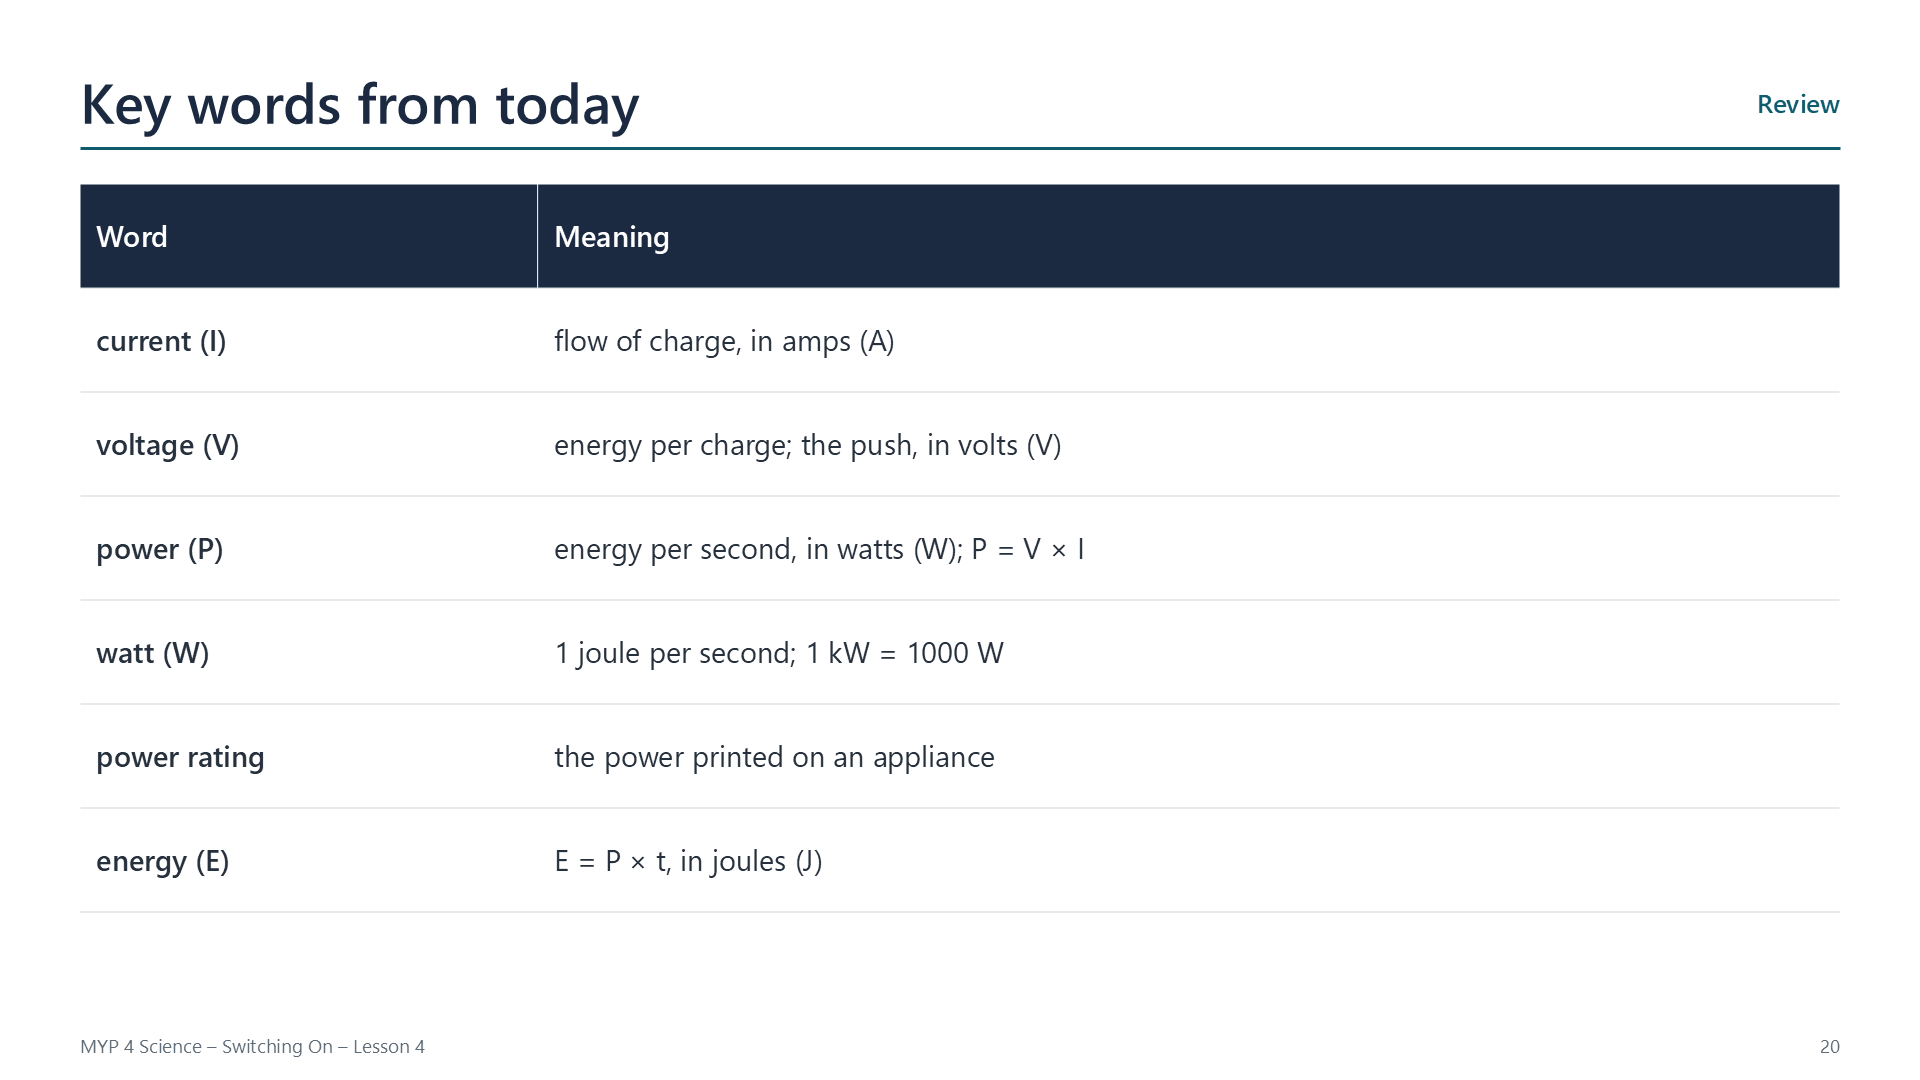 Key words from today
Review
Word Meaning
current (I) flow of charge, in amps (A)
voltage (V) energy per charge; the push, in volts (V)
power (P) energy per second, in watts (W); P = V × I
watt (W) 1 joule per second; 1 kW = 1000 W
power rating the power printed on an appliance
energy (E) E = P × t, in joules (J)
MYP 4 Science – Switching On – Lesson 4
20